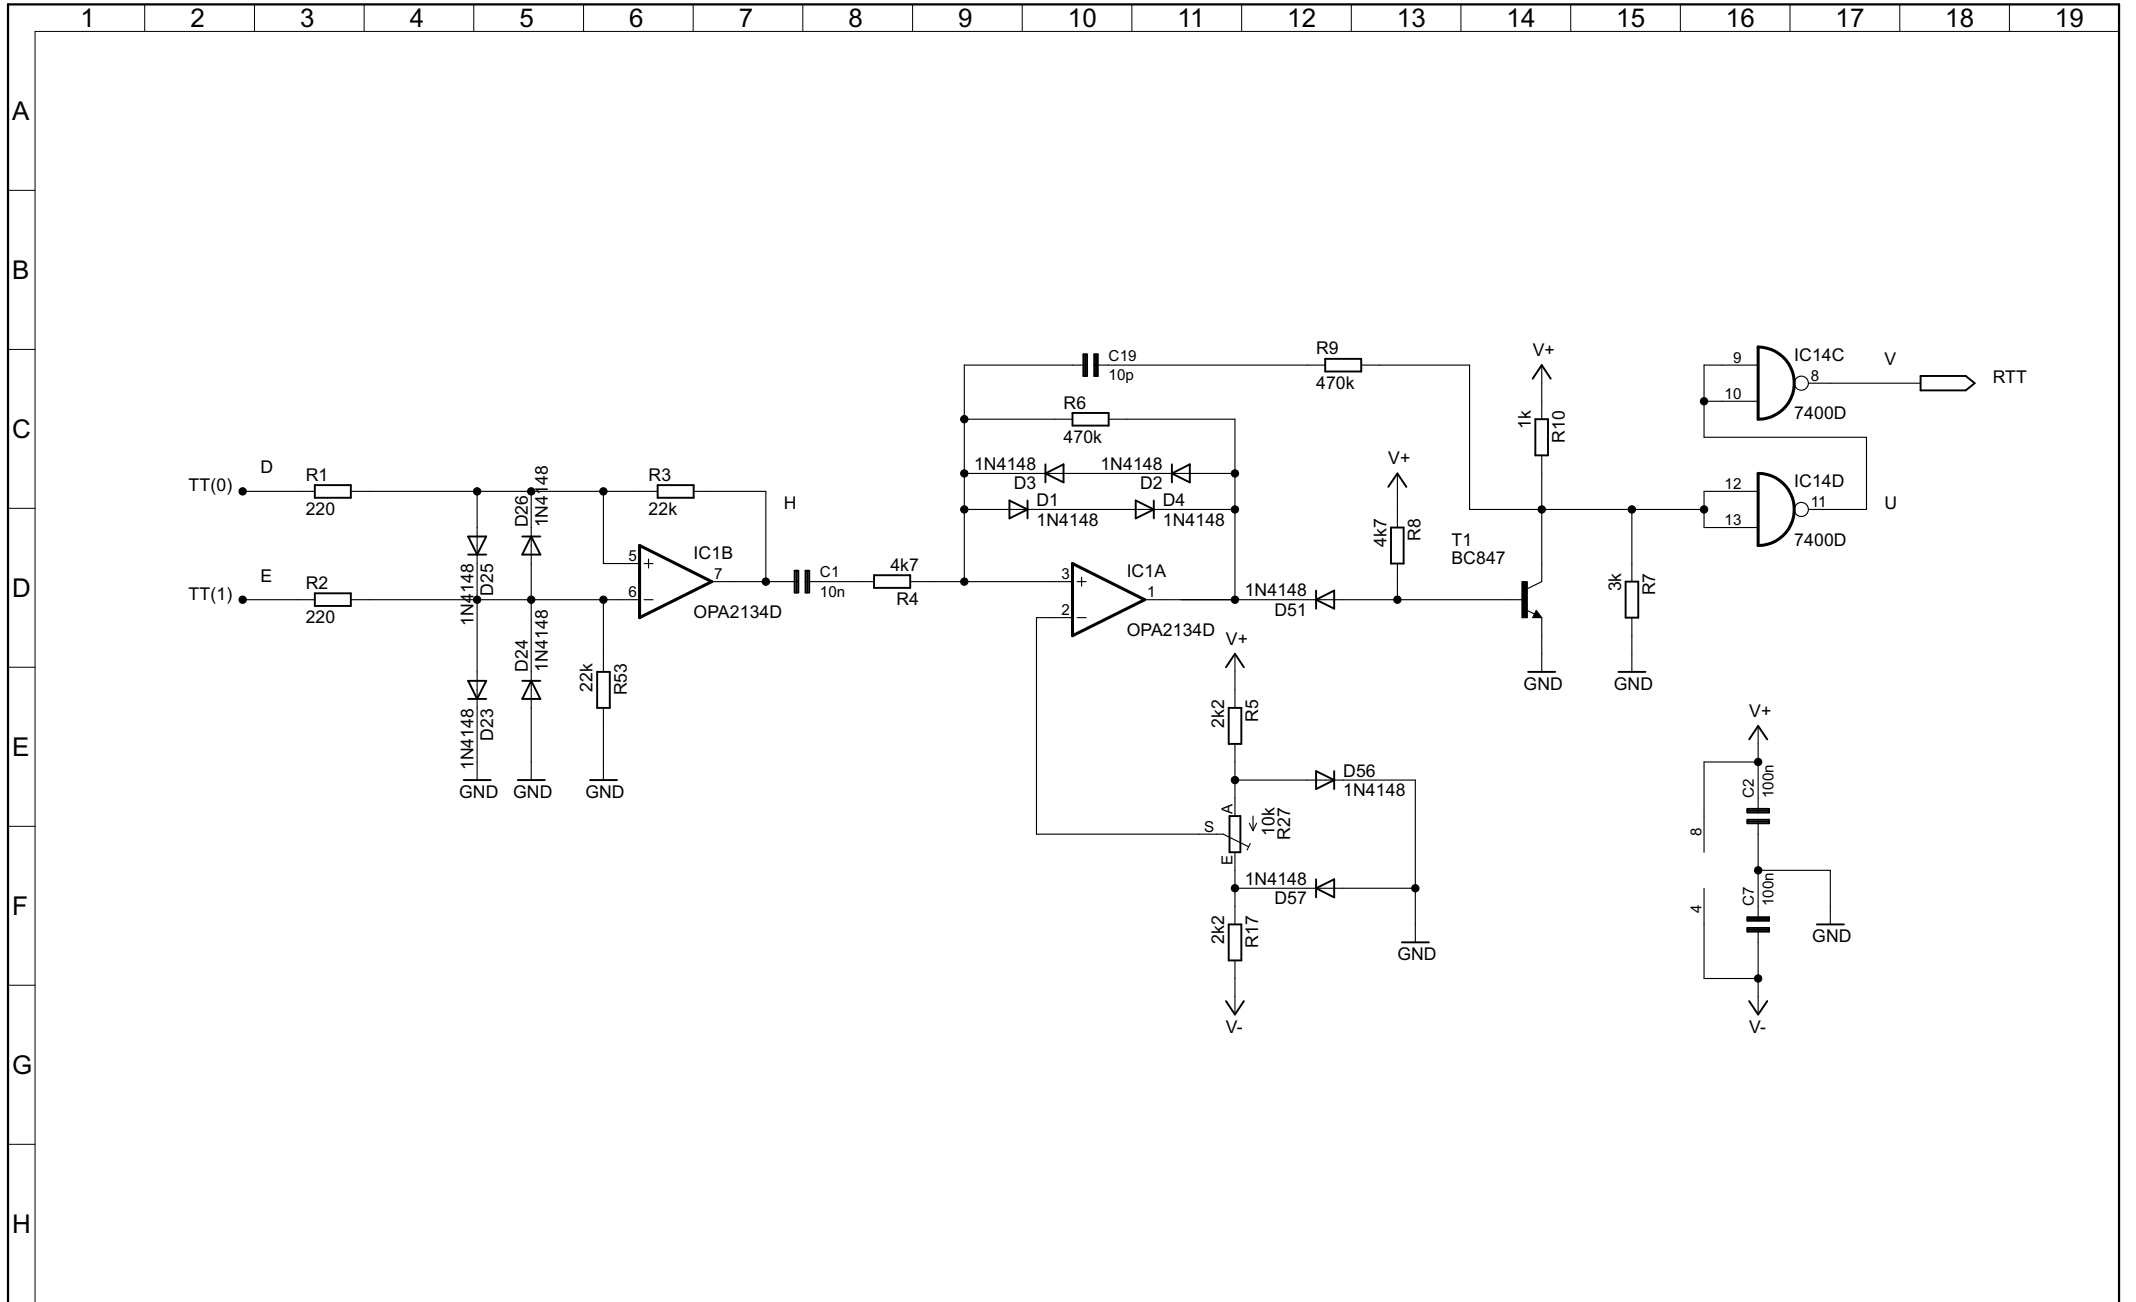 1 2 3 4 5 6 7 8 9 10 11 12 13 14 15 16 17 18 19
A
B
C
D
E
F
G
H
TT(0)
D
R1
220
TT(1)
E
R2
220
1N4148
D25
D26
1N4148
1N4148
D23
D24
1N4148
GND
GND
GND
22k
R53
R3
22k
H
5
6
7
+
−
IC1B
OPA2134D
C1
10n
4k7
R4
C19
10p
R9
470k
R6
470k
1N4148
D3
1N4148
D2
D1
1N4148
D4
1N4148
3
2
1
+
−
IC1A
OPA2134D
1N4148
D51
V+
4k7
R8
V+
1k
R10
T1
BC847
GND
3k
R7
GND
V+
2k2
R5
D56
1N4148
A
S
E
10k
R27
1N4148
D57
2k2
R17
V-
GND
9
10
8
IC14C
7400D
V
RTT
12
13
11
IC14D
7400D
U
V+
C2
100n
8
4
C7
100n
GND
V-